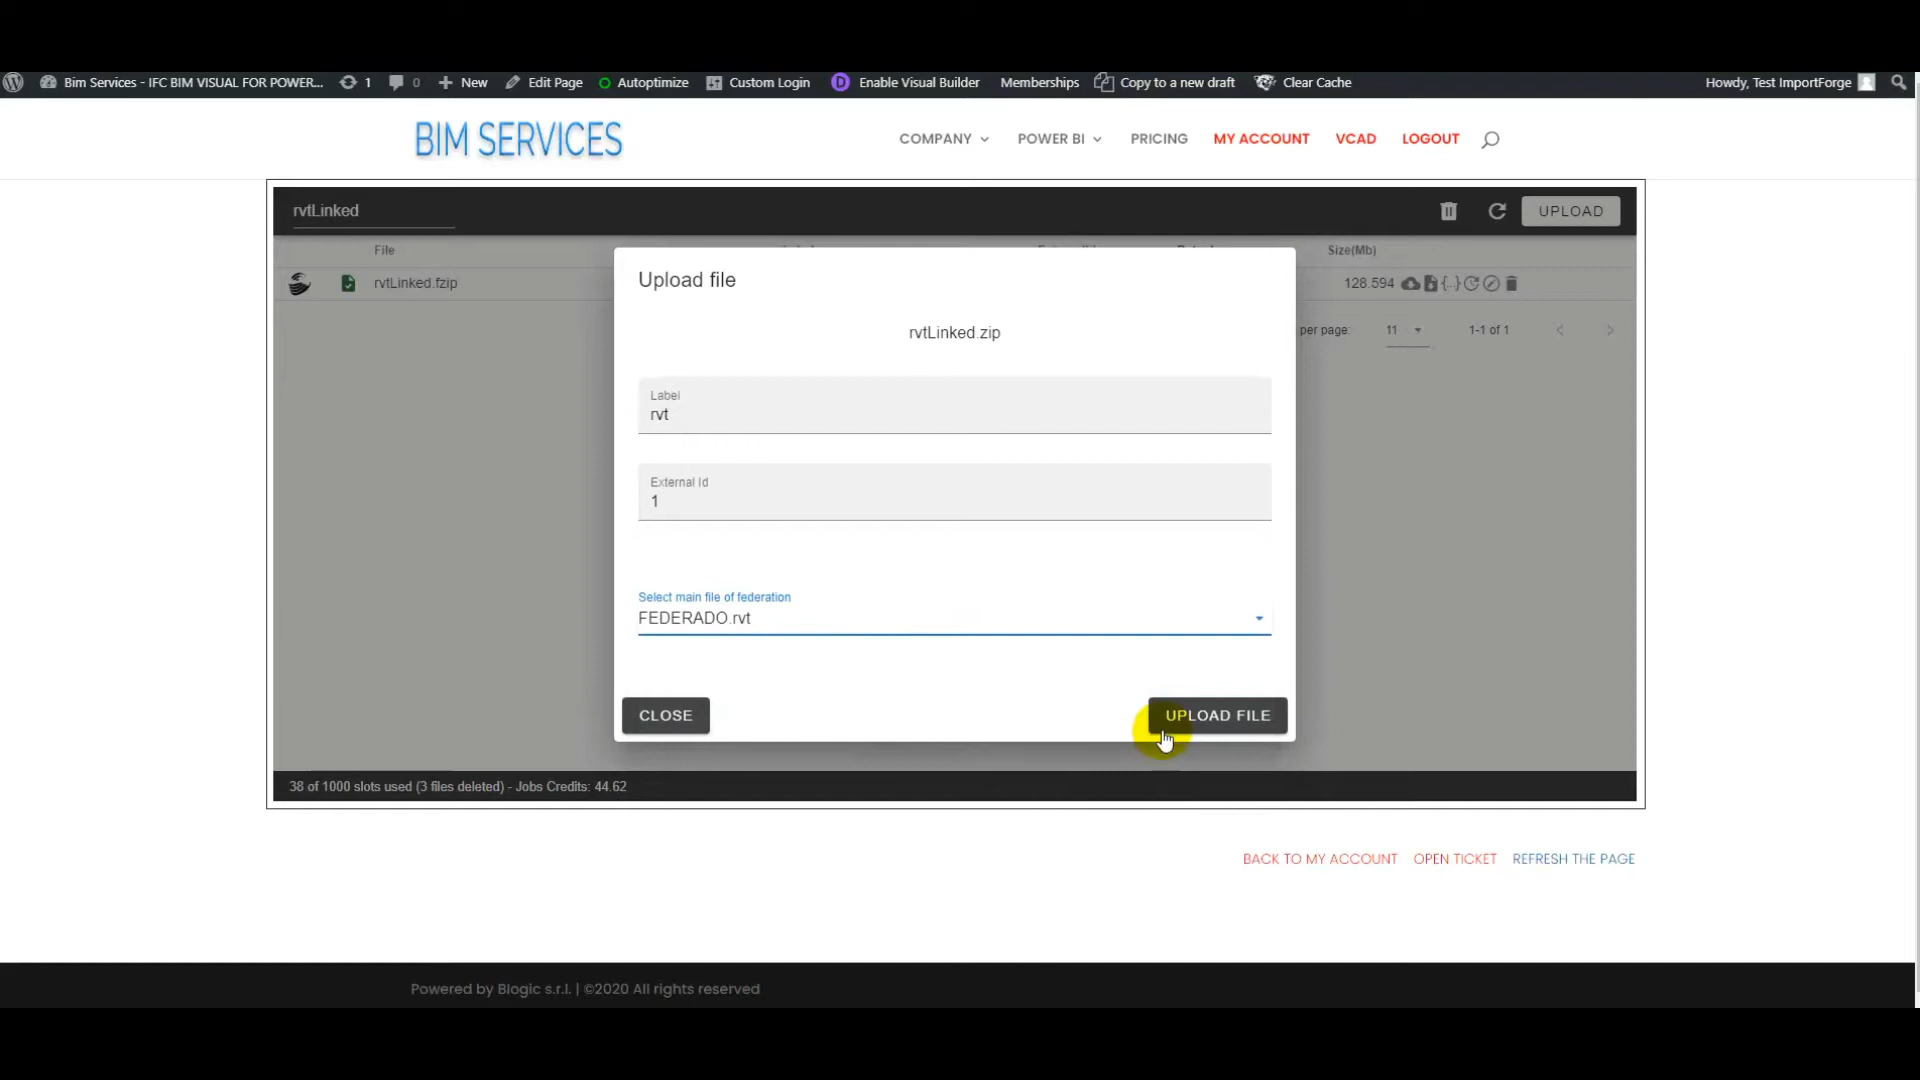 Bim Services - IFC BIM VISUAL FOR POWER... 1 0 New Edit Page Autoptimize Custom Login Enable Visual Builder Memberships Copy to a new draft Clear Cache Howdy, Test ImportForge
BIM SERVICES COMPANY POWER BI PRICING MY ACCOUNT VCAD LOGOUT
rvtLinked UPLOAD
File Size(Mb)
rvtLinked.fzip 128.594
per page: 11 1-1 of 1
Upload file
rvtLinked.zip
Label
rvt
External Id
1
Select main file of federation
FEDERADO.rvt
CLOSE UPLOAD FILE
38 of 1000 slots used (3 files deleted) - Jobs Credits: 44.62
BACK TO MY ACCOUNT OPEN TICKET REFRESH THE PAGE
Powered by Blogic s.r.l. | ©2020 All rights reserved